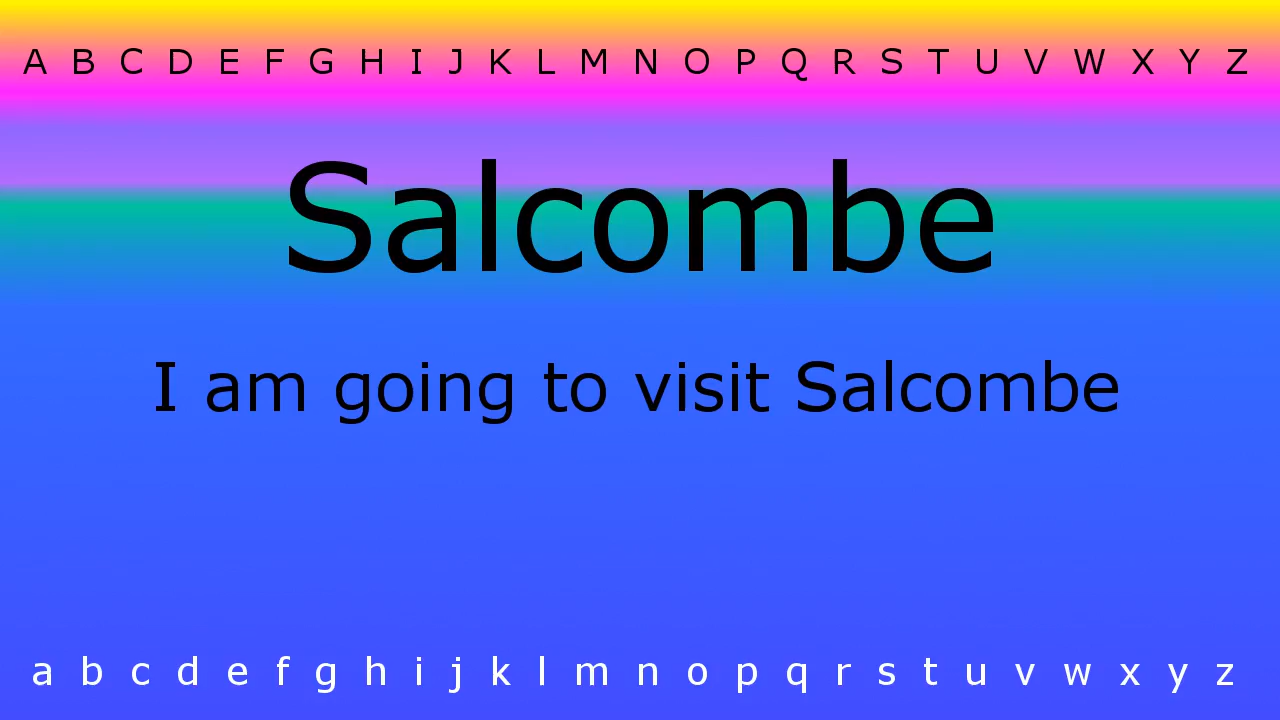 A B C D E F G H I J K L M N O P Q R S T U V W X Y Z
Salcombe
I am going to visit Salcombe
a b c d e f g h i j k l m n o p q r s t u v w x y z